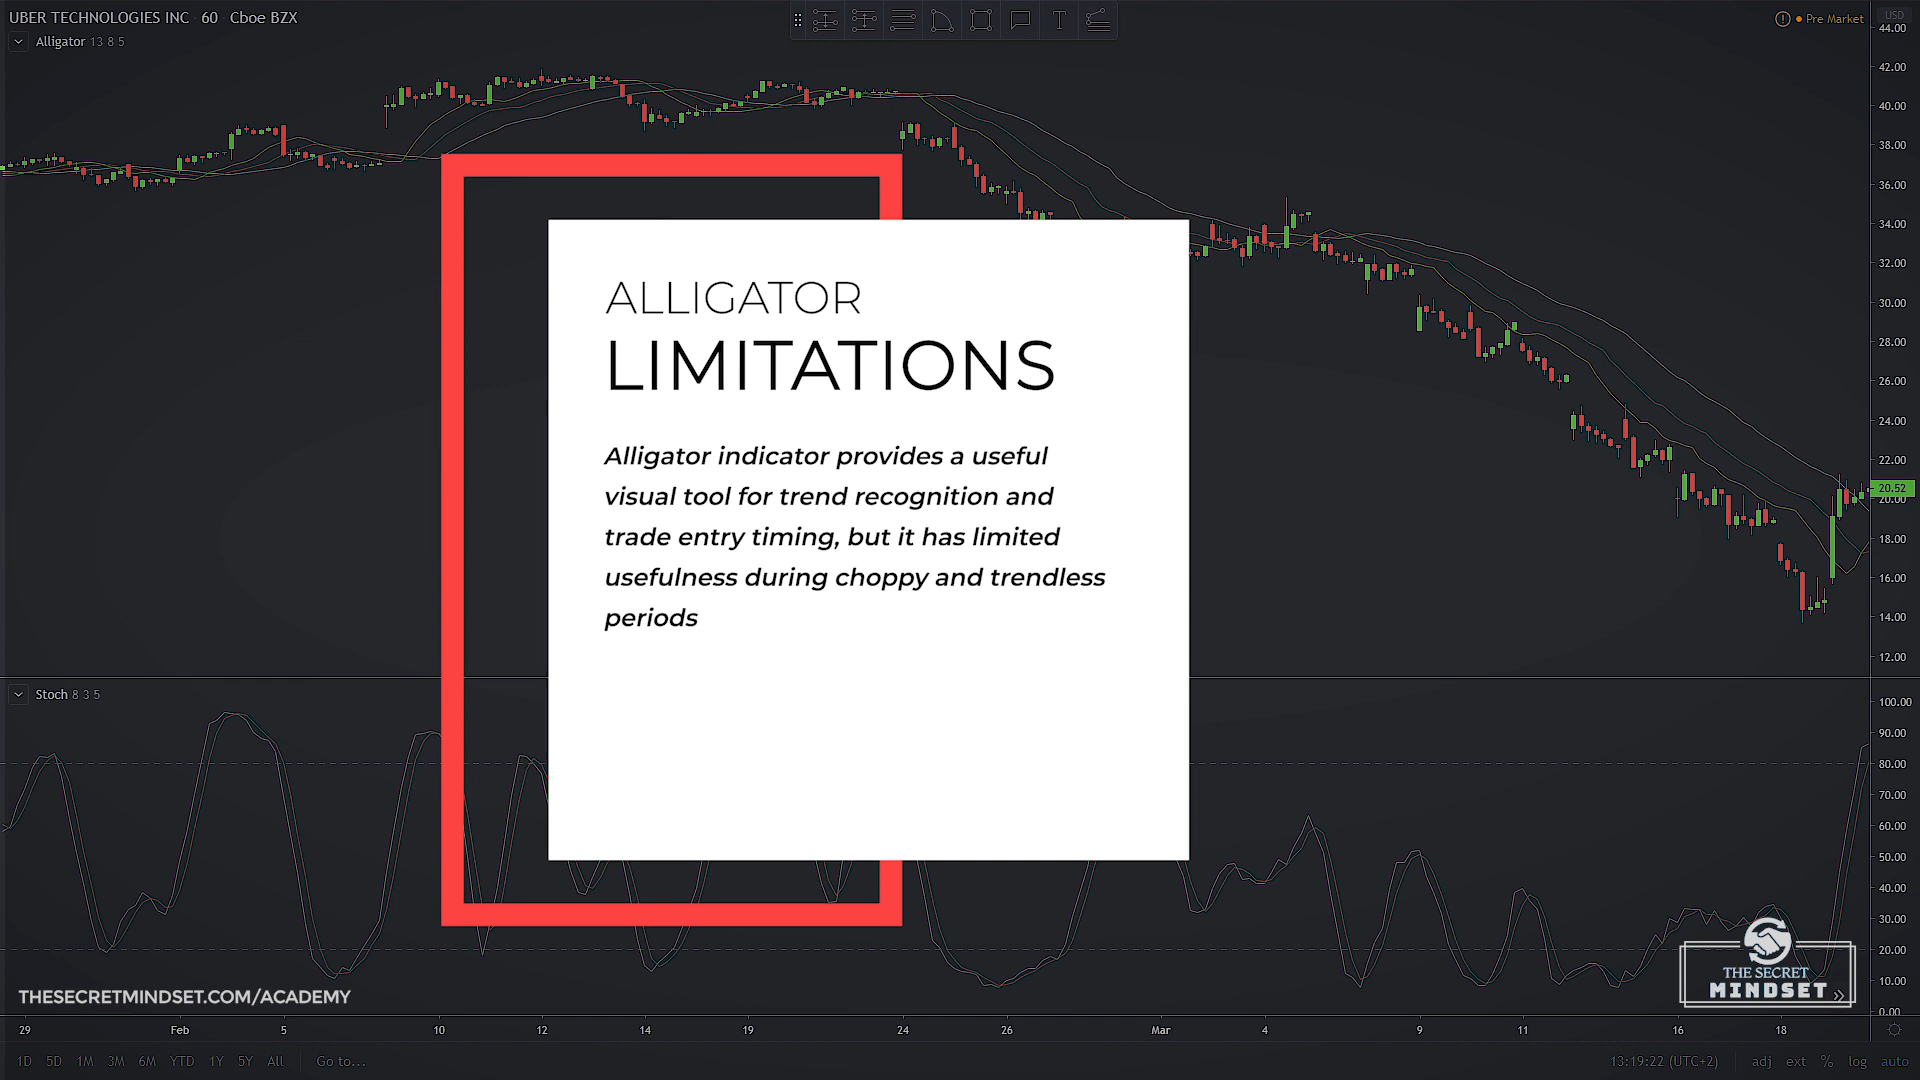 UBER TECHNOLOGIES INC 60 Cboe BZX
Alligator 13 8 5
T
Pre Market
USD
44.00
42.00
40.00
38.00
36.00
34.00
32.00
30.00
28.00
26.00
24.00
22.00
20.52
20.00
18.00
16.00
14.00
12.00
ALLIGATOR
LIMITATIONS
Alligator indicator provides a useful
visual tool for trend recognition and
trade entry timing, but it has limited
usefulness during choppy and trendless
periods
Stoch 8 3 5
100.00
90.00
80.00
70.00
60.00
50.00
40.00
30.00
20.00
10.00
0.00
THE SECRET
MINDSET
THESECRETMINDSET.COM/ACADEMY
29 Feb 5 10 12 14 19 24 26 Mar 4 9 11 16 18
1D 5D 1M 3M 6M YTD 1Y 5Y All Go to... 13:19:22 (UTC+2) adj ext % log auto